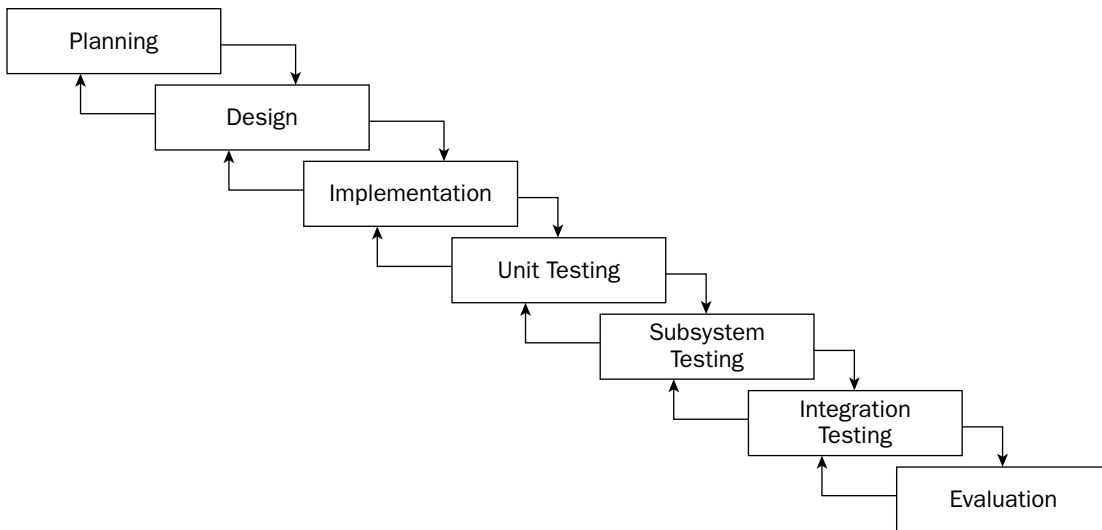 Planning
Design
Implementation
Unit Testing
Subsystem
Testing
Integration
Testing
Evaluation